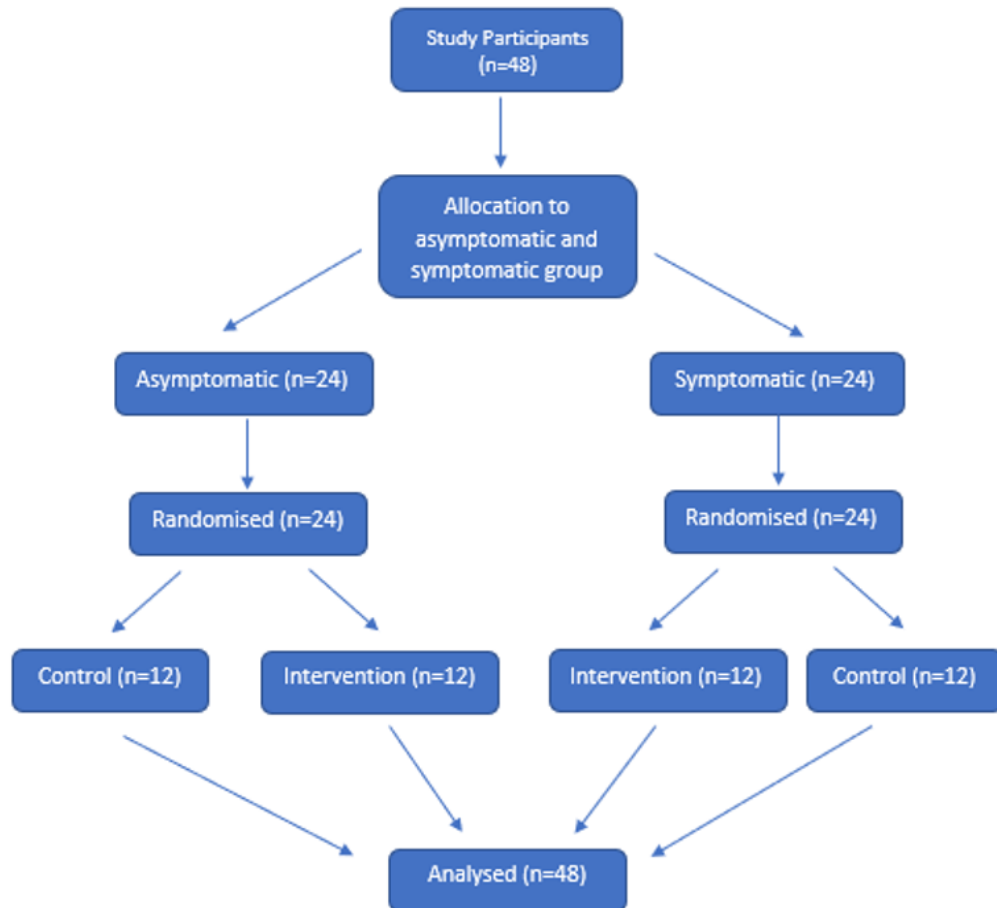 Study Participants
(n=48)
Allocation to
asymptomatic and
symptomatic group
Asymptomatic (n=24)
Symptomatic (n=24)
Randomised (n=24)
Randomised (n=24)
Control (n=12)
Intervention (n=12)
Intervention (n=12)
Control (n=12)
Analysed (n=48)